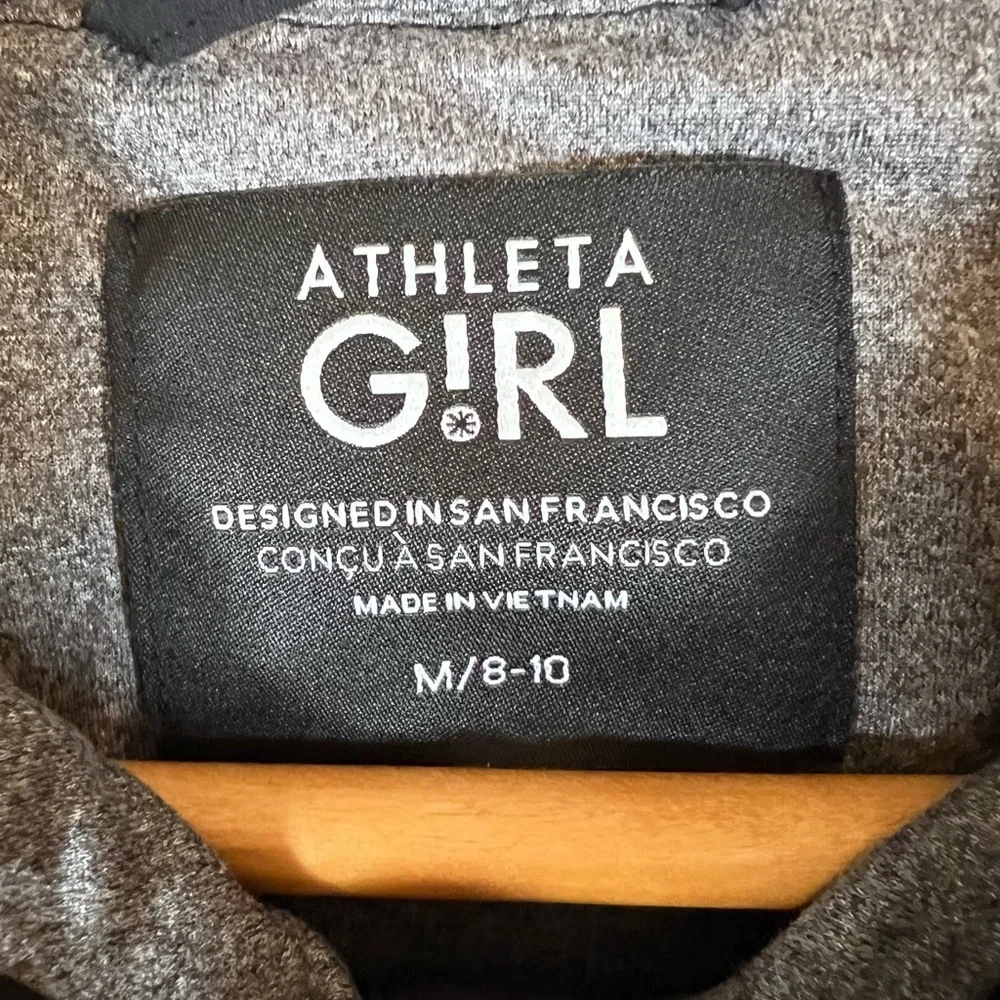 ATHLETA
G!RL
DESIGNED IN SAN FRANCISCO
CONÇU À SAN FRANCISCO
MADE IN VIETNAM
M/8-10